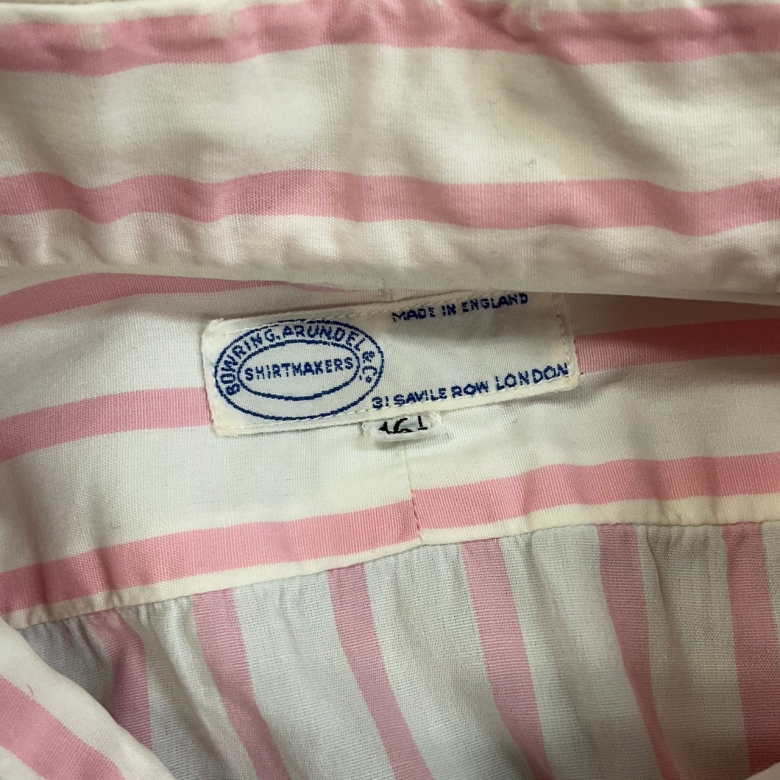 BOWRING, ARUNDEL & Co
SHIRTMAKERS
MADE IN ENGLAND
31 SAVILE ROW LONDON